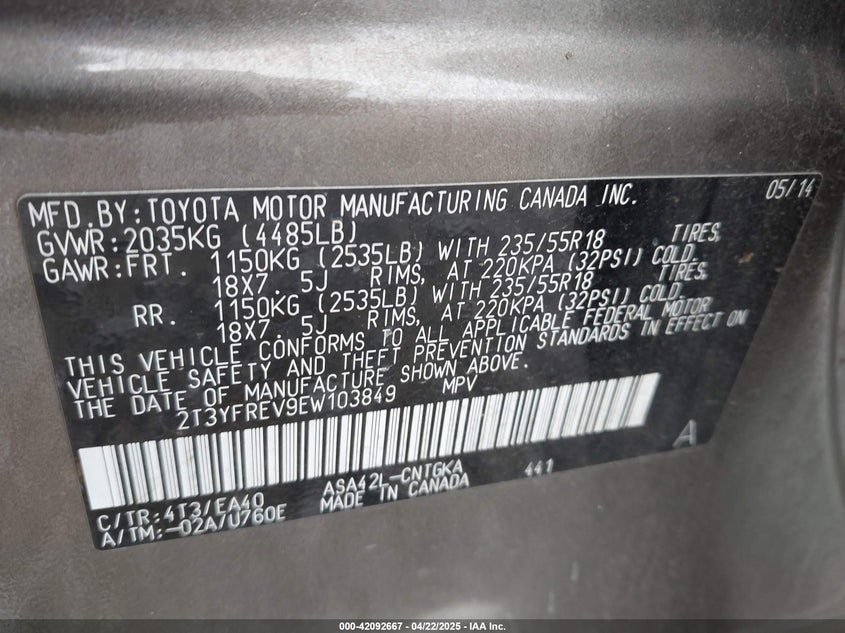 MFD.BY:TOYOTA MOTOR MANUFACTURING CANADA INC. 05/14
GVWR:2035KG (4485LB)
GAWR:FRT. 1150KG (2535LB) WITH 235/55R18 TIRES,
18X7. 5J RIMS, AT 220KPA (32PSI) COLD.
RR. 1150KG (2535LB) WITH 235/55R18 TIRES,
18X7. 5J RIMS, AT 220KPA (32PSI) COLD.
THIS VEHICLE CONFORMS TO ALL APPLICABLE FEDERAL MOTOR
VEHICLE SAFETY AND THEFT PREVENTION STANDARDS IN EFFECT ON
THE DATE OF MANUFACTURE SHOWN ABOVE.
2T3YFREV9EW103849 MPV
A
C/TR:4T3/EA40 ASA42L-CNTGKA 441
A/TM:-02A/U760E MADE IN CANADA
000-42092667 - 04/22/2025 - IAA Inc.